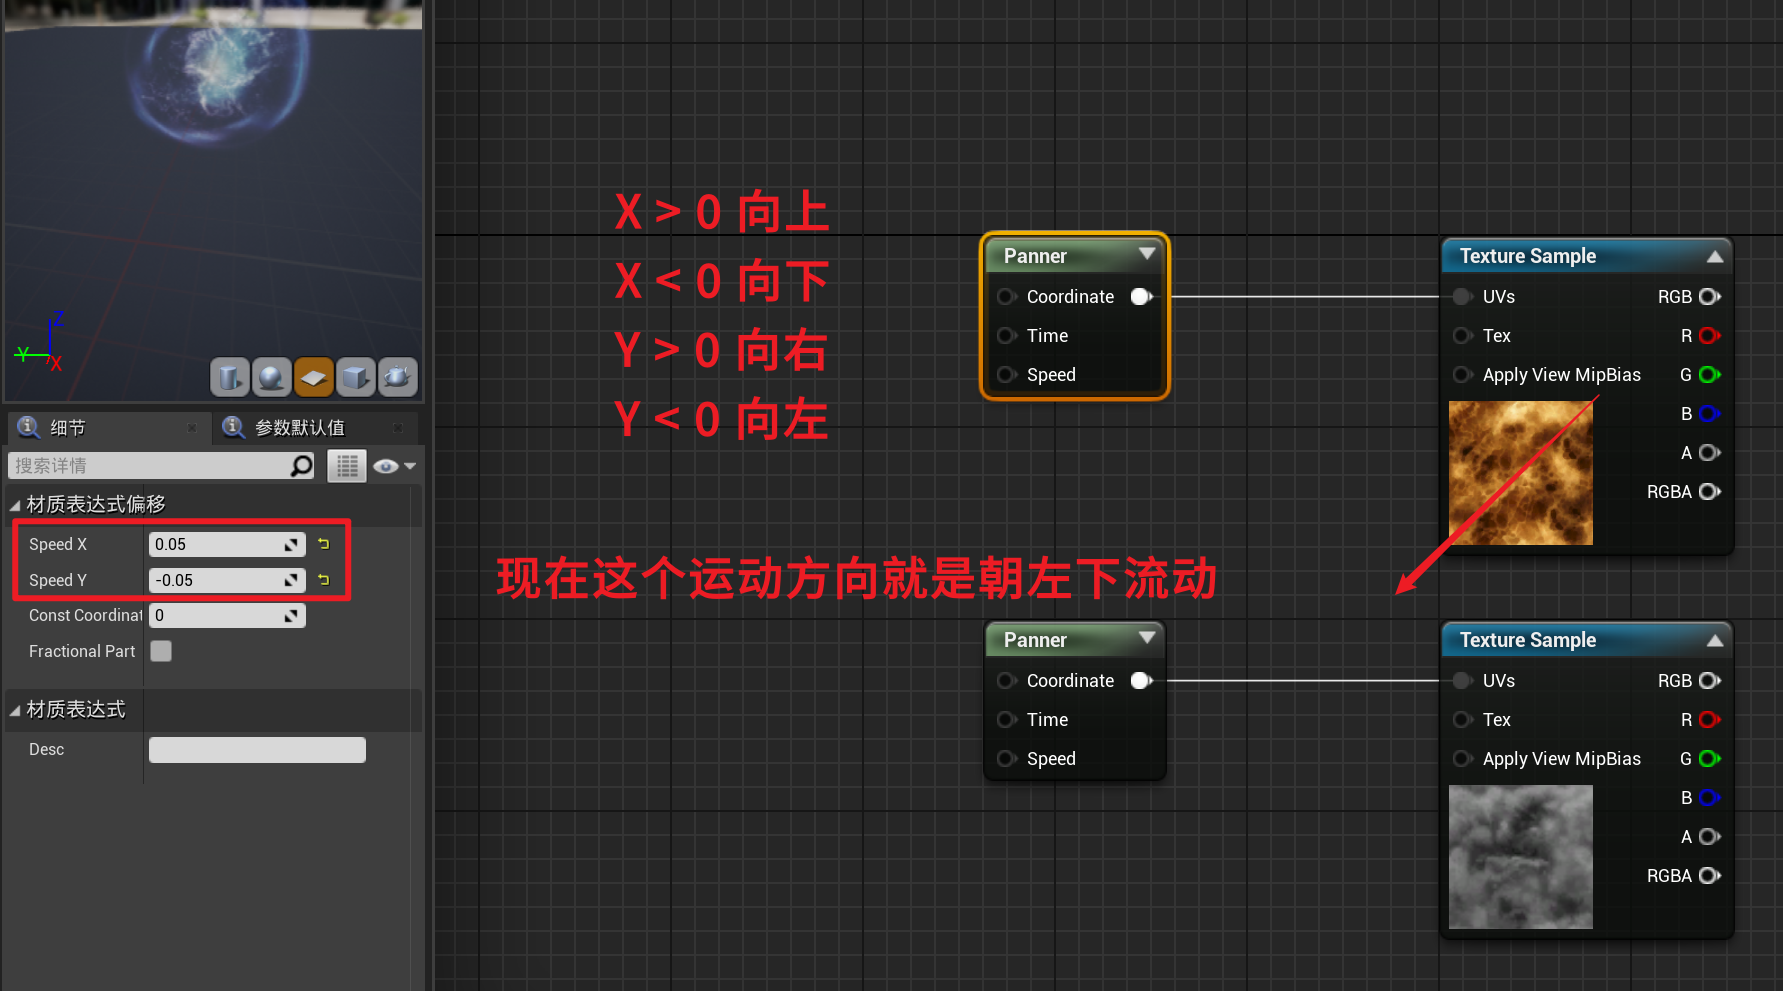 Z
Y
X
细节
参数默认值
搜索详情
材质表达式偏移
Speed X 0.05
Speed Y -0.05
Const Coordinat 0
Fractional Part
材质表达式
Desc
X > 0 向上
X < 0 向下
Y > 0 向右
Y < 0 向左
现在这个运动方向就是朝左下流动
Panner
Coordinate
Time
Speed
Texture Sample
UVs RGB
Tex R
Apply View MipBias G
B
A
RGBA
Panner
Coordinate
Time
Speed
Texture Sample
UVs RGB
Tex R
Apply View MipBias G
B
A
RGBA